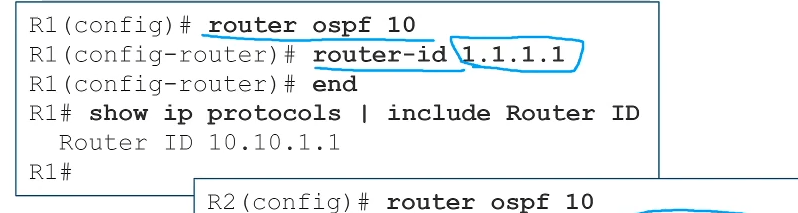 R1(config)# router ospf 10
R1(config-router)# router-id 1.1.1.1
R1(config-router)# end
R1# show ip protocols | include Router ID
  Router ID 10.10.1.1
R1#
R2(config)# router ospf 10